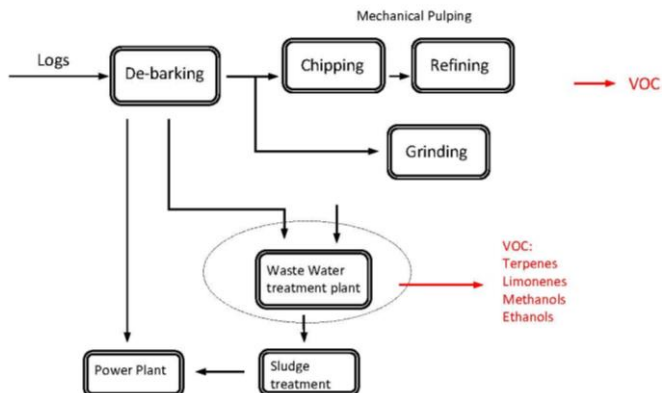 Mechanical Pulping
Logs
De-barking
Chipping
Refining
VOC
Grinding
Waste Water
treatment plant
VOC:
Terpenes
Limonenes
Methanols
Ethanols
Power Plant
Sludge
treatment